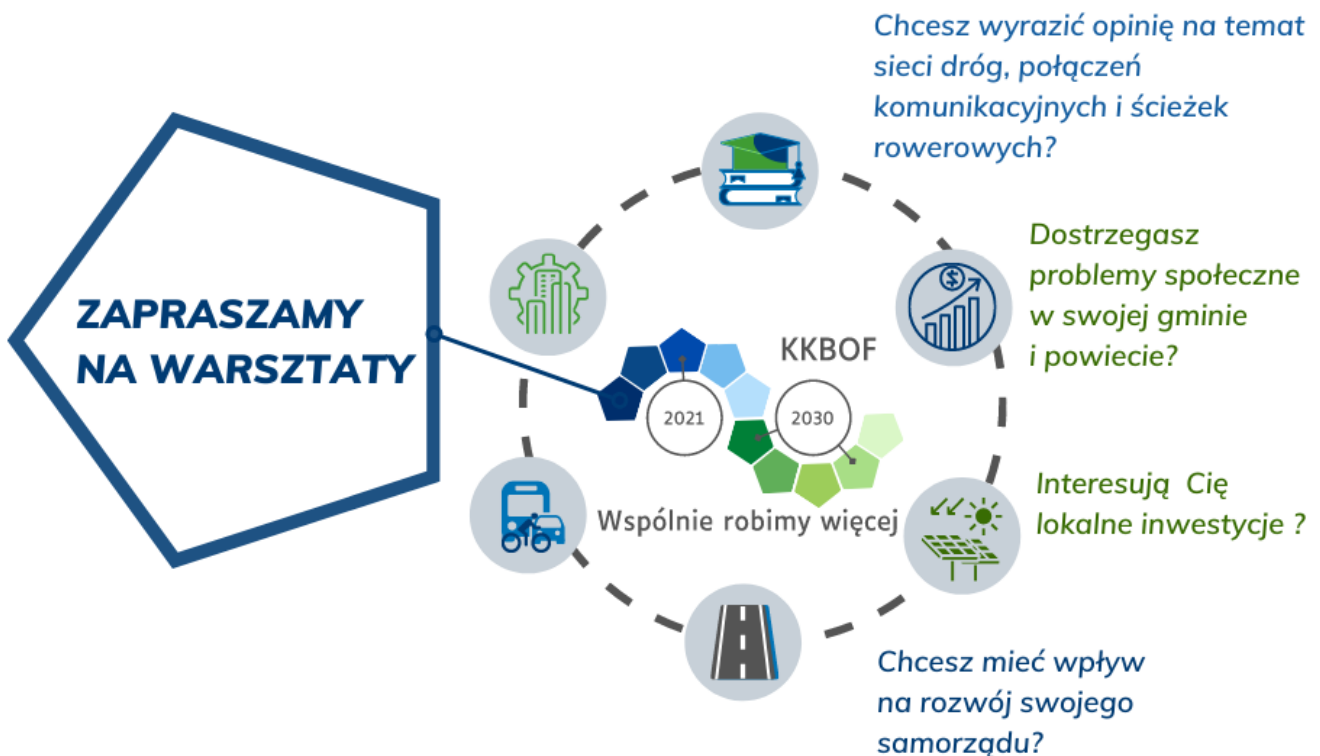 Chcesz wyrazić opinię na temat
sieci dróg, połączeń
komunikacyjnych i ścieżek
rowerowych?
Dostrzegasz
problemy społeczne
w swojej gminie
i powiecie?
ZAPRASZAMY
NA WARSZTATY
KKBOF
2021
2030
Wspólnie robimy więcej
Interesują Cię
lokalne inwestycje ?
Chcesz mieć wpływ
na rozwój swojego
samorządu?